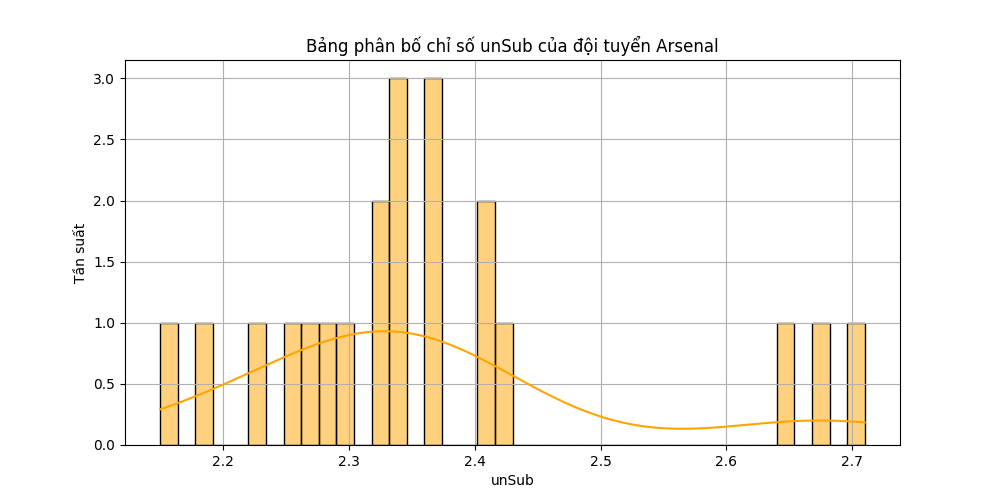 Bảng phân bố chỉ số unSub của đội tuyển Arsenal
3.0
2.5
2.0
1.5
1.0
0.5
0.0
Tần suất
2.2 2.3 2.4 2.5 2.6 2.7
unSub